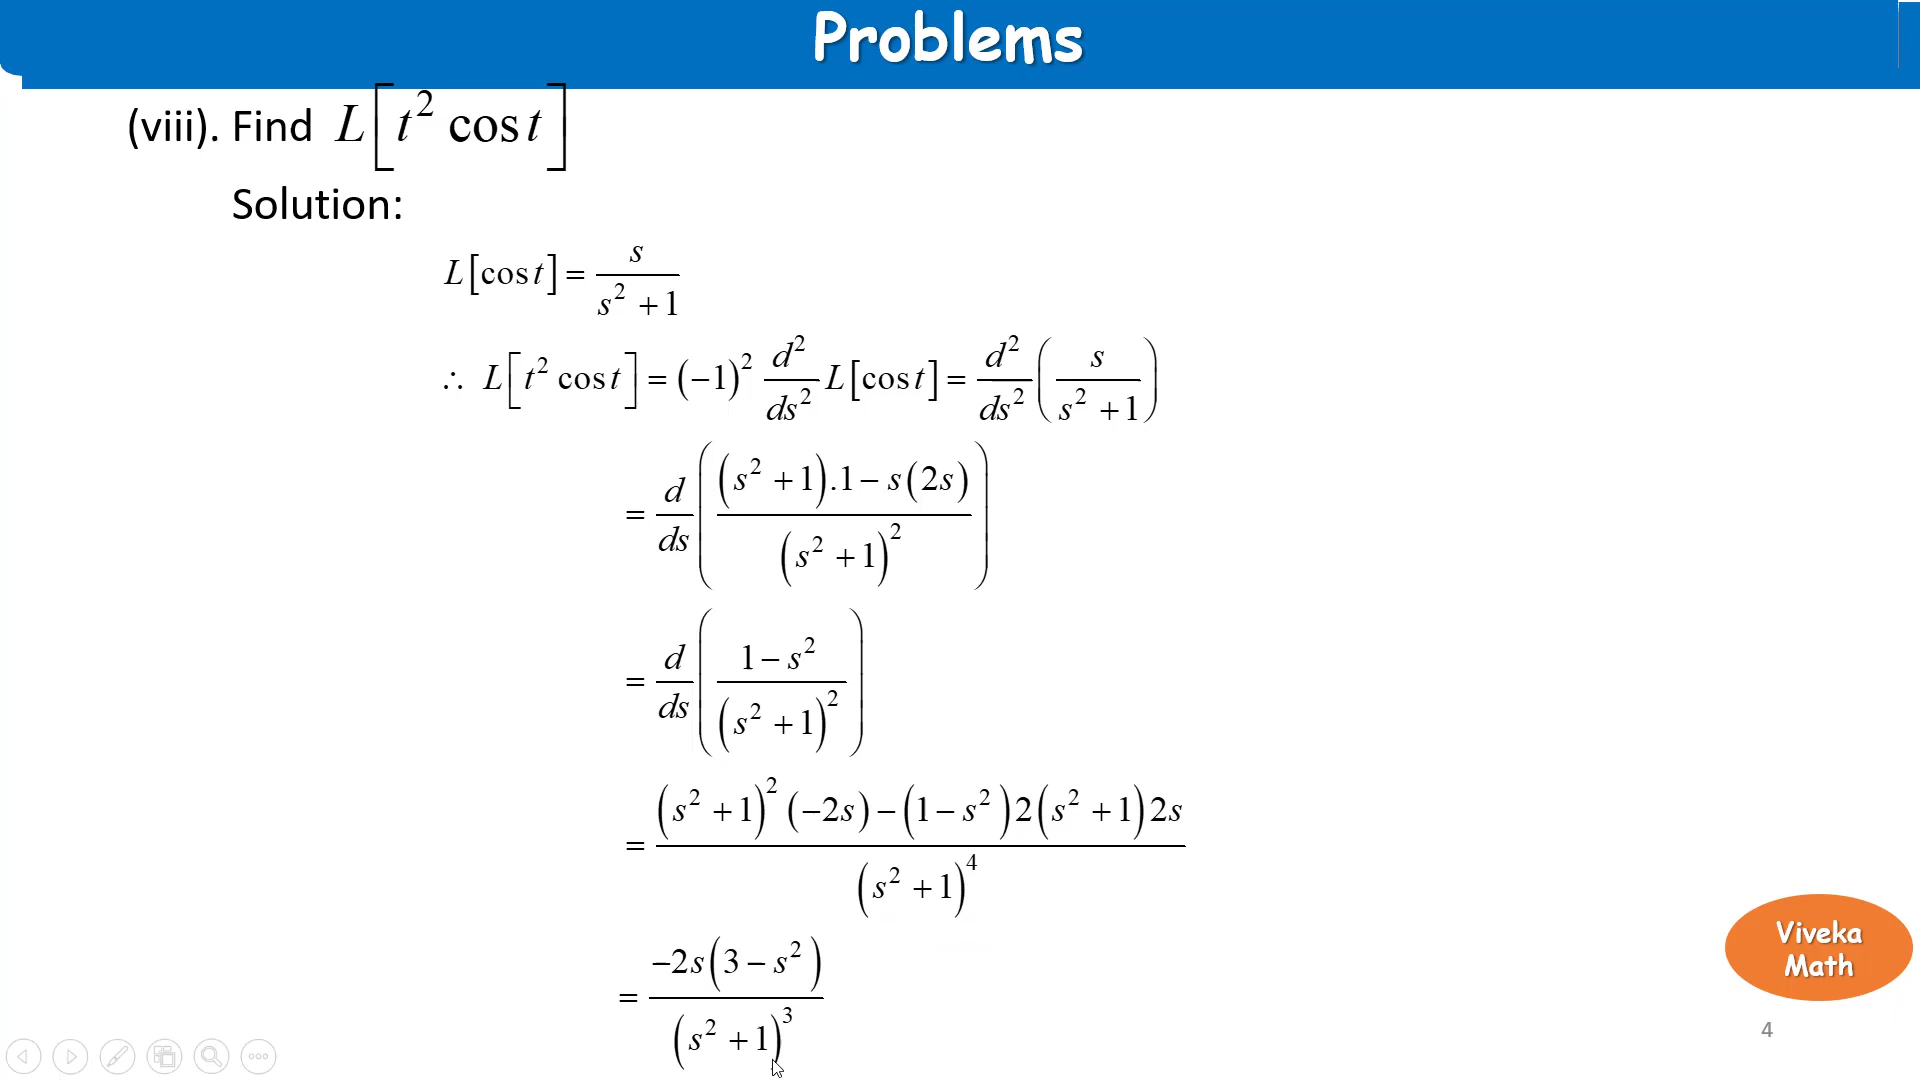 Problems
(viii). Find L[t² cos t]
Solution:
L[cos t] = s / (s² + 1)
∴ L[t² cos t] = (−1)² d²/ds² L[cos t] = d²/ds² (s / (s² + 1))
= d/ds (((s² + 1).1 − s(2s)) / (s² + 1)²)
= d/ds ((1 − s²) / (s² + 1)²)
= ((s² + 1)² (−2s) − (1 − s²)2(s² + 1)2s) / (s² + 1)⁴
= −2s(3 − s²) / (s² + 1)³
Viveka
Math
4